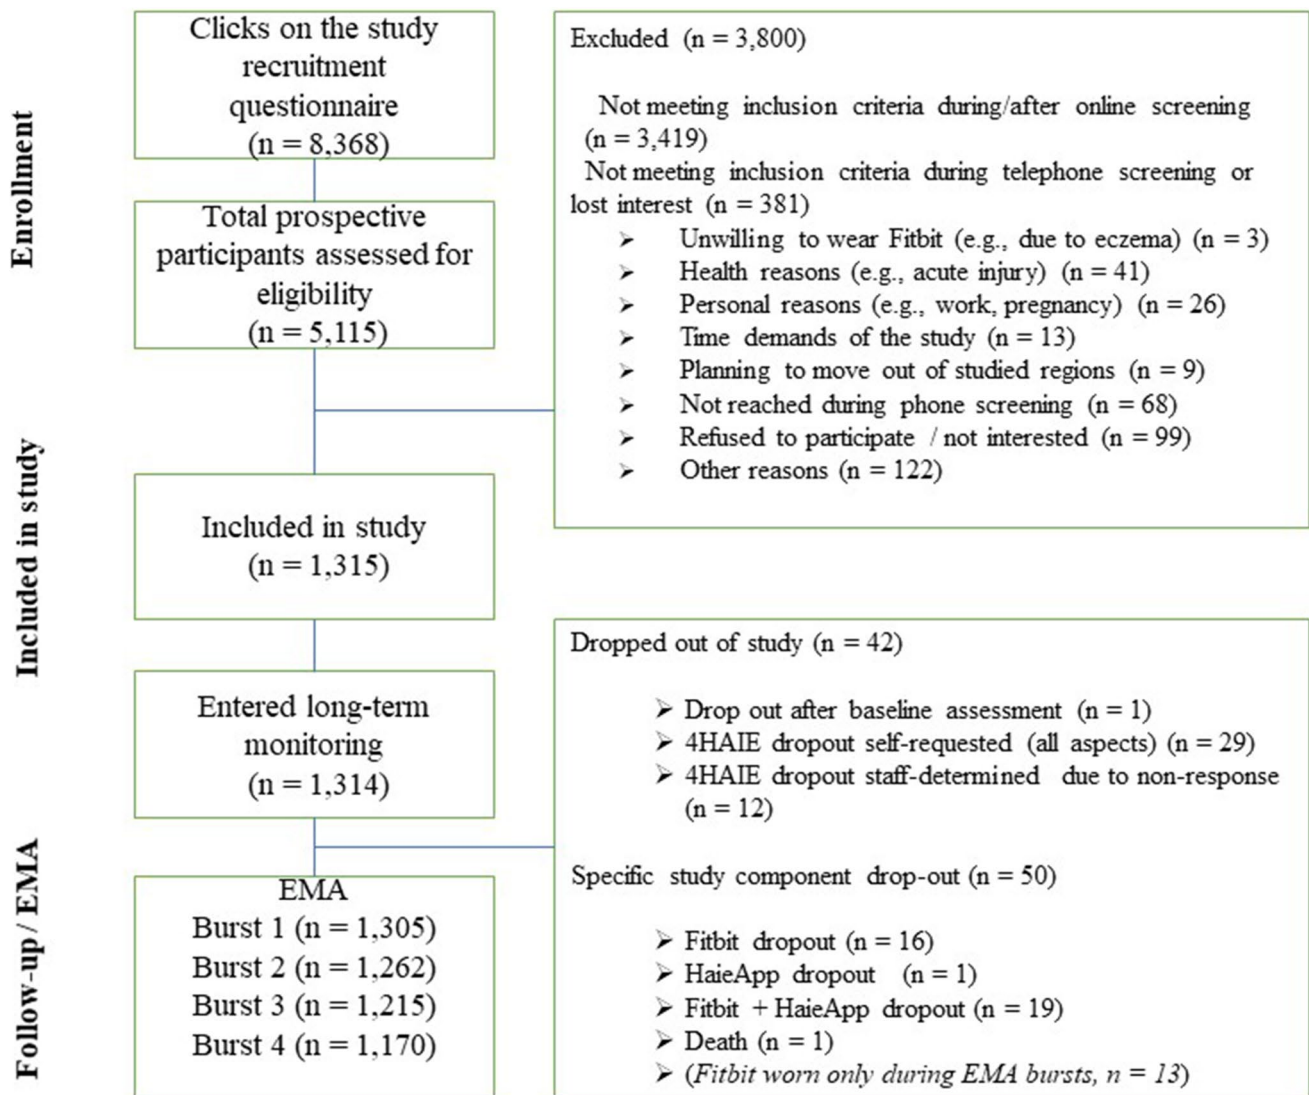 Enrollment
Clicks on the study
recruitment
questionnaire
(n = 8,368)
Total prospective
participants assessed for
eligibility
(n = 5,115)
Excluded (n = 3,800)
Not meeting inclusion criteria during/after online screening
(n = 3,419)
Not meeting inclusion criteria during telephone screening or
lost interest (n = 381)
➢ Unwilling to wear Fitbit (e.g., due to eczema) (n = 3)
➢ Health reasons (e.g., acute injury) (n = 41)
➢ Personal reasons (e.g., work, pregnancy) (n = 26)
➢ Time demands of the study (n = 13)
➢ Planning to move out of studied regions (n = 9)
➢ Not reached during phone screening (n = 68)
➢ Refused to participate / not interested (n = 99)
➢ Other reasons (n = 122)
Included in study
Included in study
(n = 1,315)
Entered long-term
monitoring
(n = 1,314)
Dropped out of study (n = 42)
➢ Drop out after baseline assessment (n = 1)
➢ 4HAIE dropout self-requested (all aspects) (n = 29)
➢ 4HAIE dropout staff-determined due to non-response
(n = 12)
Specific study component drop-out (n = 50)
➢ Fitbit dropout (n = 16)
➢ HaieApp dropout (n = 1)
➢ Fitbit + HaieApp dropout (n = 19)
➢ Death (n = 1)
➢ (Fitbit worn only during EMA bursts, n = 13)
Follow-up / EMA
EMA
Burst 1 (n = 1,305)
Burst 2 (n = 1,262)
Burst 3 (n = 1,215)
Burst 4 (n = 1,170)